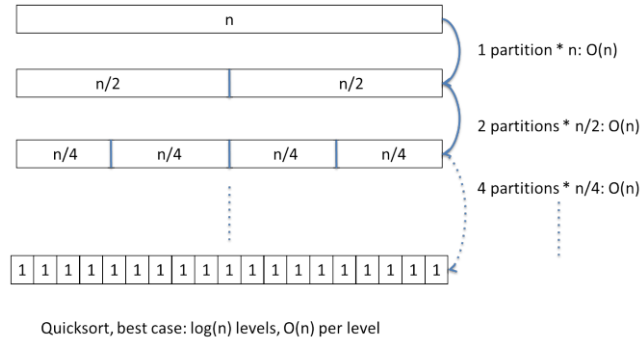 n
1 partition * n: O(n)
n/2 n/2
2 partitions * n/2: O(n)
n/4 n/4 n/4 n/4
4 partitions * n/4: O(n)
1 1 1 1 1 1 1 1 1 1 1 1 1 1 1 1 1 1 1
Quicksort, best case: log(n) levels, O(n) per level